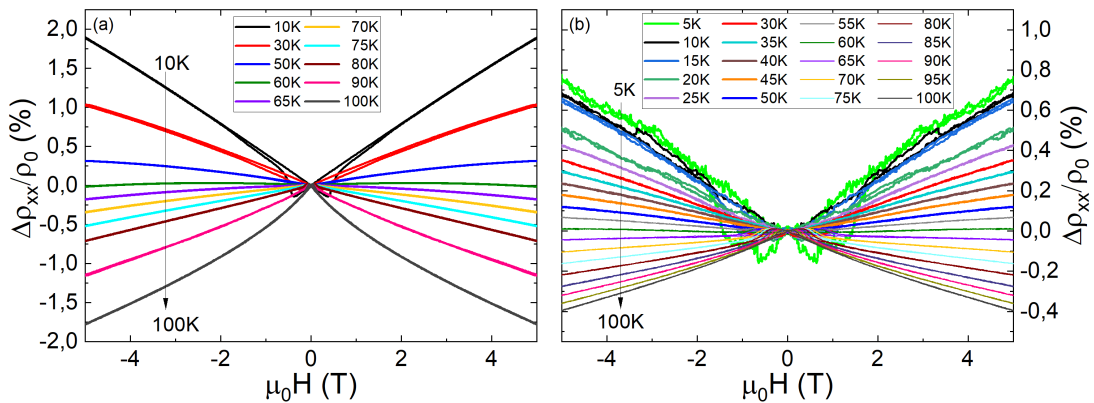 (a)
10K 70K
30K 75K
50K 80K
60K 90K
65K 100K
10K
100K
2,0
1,5
1,0
0,5
0,0
-0,5
-1,0
-1,5
-2,0
Δρxx/ρ0 (%)
-4 -2 0 2 4
μ0H (T)
(b)
5K 30K 55K 80K
10K 35K 60K 85K
15K 40K 65K 90K
20K 45K 70K 95K
25K 50K 75K 100K
5K
100K
1,0
0,8
0,6
0,4
0,2
0,0
-0,2
-0,4
Δρxx/ρ0 (%)
-4 -2 0 2 4
μ0H (T)